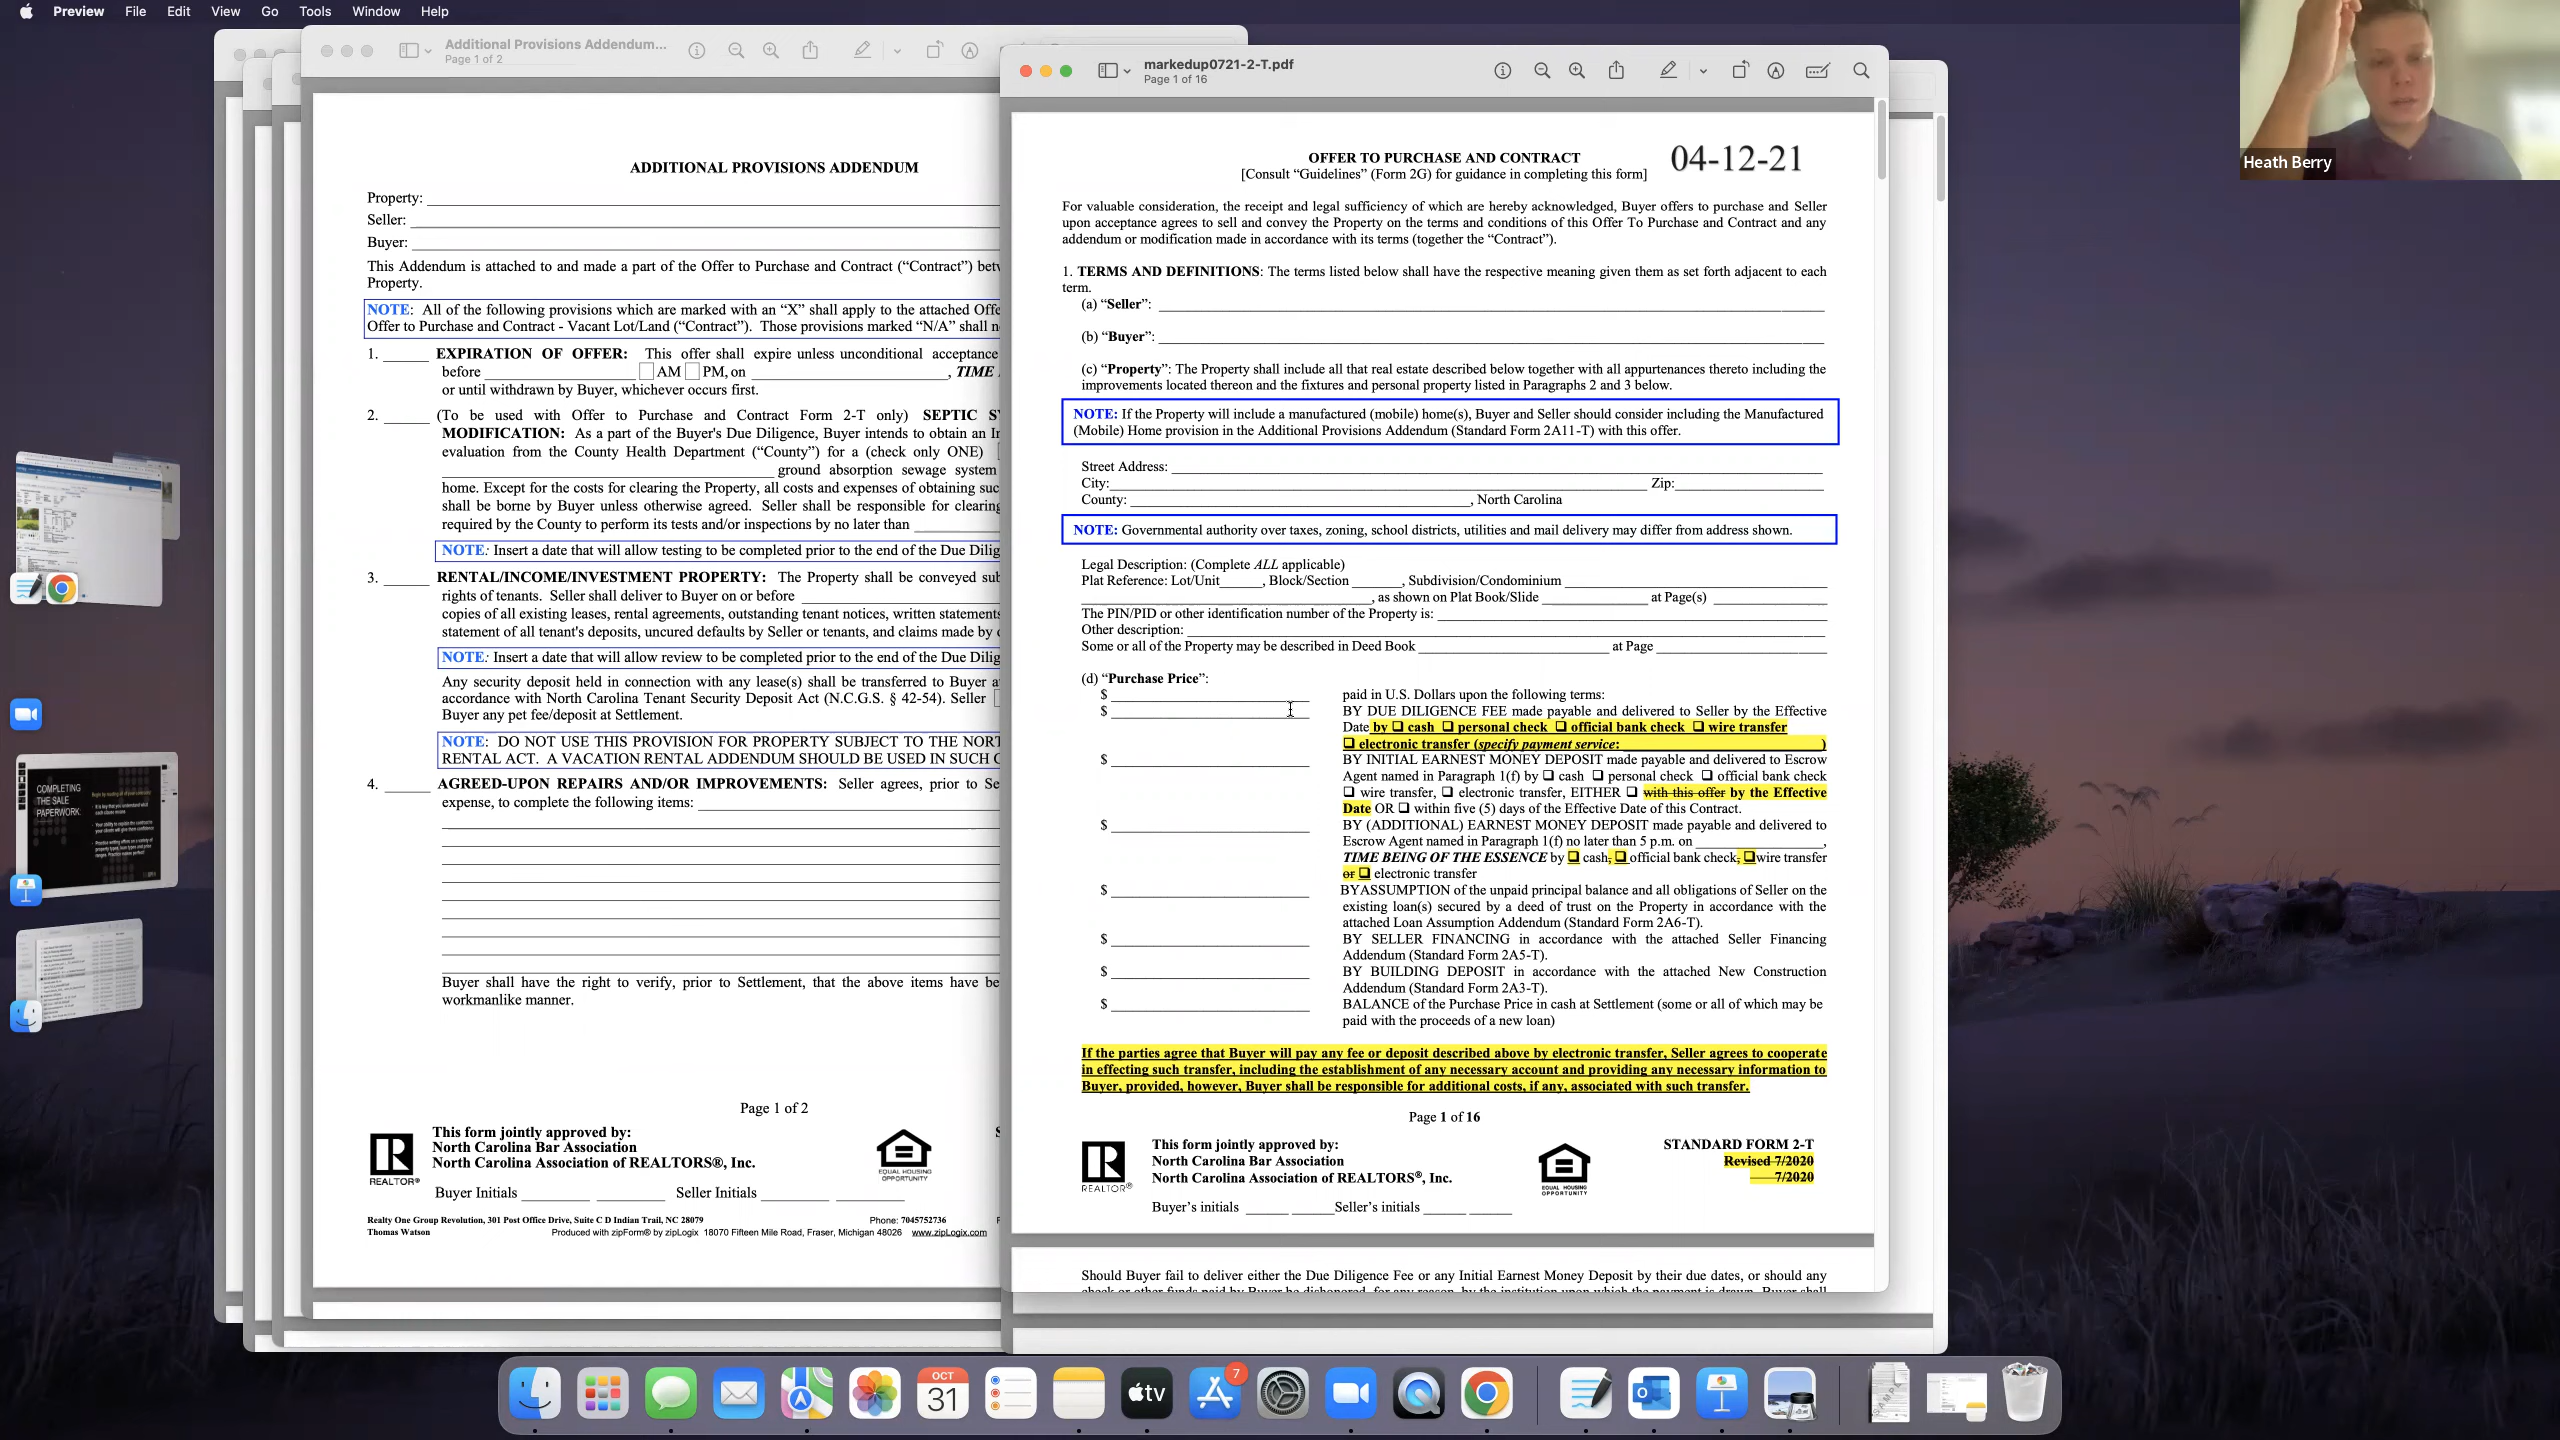 Preview File Edit View Go Tools Window Help
Additional Provisions Addendum...
Page 1 of 2
ADDITIONAL PROVISIONS ADDENDUM
Property:
Seller:
Buyer:
This Addendum is attached to and made a part of the Offer to Purchase and Contract (“Contract”)
Property.
NOTE: All of the following provisions which are marked with an “X” shall apply to the attached
Offer to Purchase and Contract - Vacant Lot/Land (“Contract”). Those provisions marked “N/A” shall
1. EXPIRATION OF OFFER: This offer shall expire unless unconditional acceptance
before AM PM, on , TIME
or until withdrawn by Buyer, whichever occurs first.
2. (To be used with Offer to Purchase and Contract Form 2-T only) SEPTIC
MODIFICATION: As a part of the Buyer's Due Diligence, Buyer intends to obtain an
evaluation from the County Health Department (“County”) for a (check only ONE)
ground absorption sewage system
home. Except for the costs for clearing the Property, all costs and expenses of obtaining
shall be borne by Buyer unless otherwise agreed. Seller shall be responsible for clearing
required by the County to perform its tests and/or inspections by no later than
NOTE: Insert a date that will allow testing to be completed prior to the end of the Due
3. RENTAL/INCOME/INVESTMENT PROPERTY: The Property shall be conveyed
rights of tenants. Seller shall deliver to Buyer on or before
copies of all existing leases, rental agreements, outstanding tenant notices, written statements
statement of all tenant's deposits, uncured defaults by Seller or tenants, and claims made by
NOTE: Insert a date that will allow review to be completed prior to the end of the Due
Any security deposit held in connection with any lease(s) shall be transferred to Buyer
accordance with North Carolina Tenant Security Deposit Act (N.C.G.S. § 42-54). Seller
Buyer any pet fee/deposit at Settlement.
NOTE: DO NOT USE THIS PROVISION FOR PROPERTY SUBJECT TO THE
RENTAL ACT. A VACATION RENTAL ADDENDUM SHOULD BE USED IN SUCH
4. AGREED-UPON REPAIRS AND/OR IMPROVEMENTS: Seller agrees, prior to
expense, to complete the following items:
Buyer shall have the right to verify, prior to Settlement, that the above items have
workmanlike manner.
Page 1 of 2
This form jointly approved by:
North Carolina Bar Association
North Carolina Association of REALTORS®, Inc.
REALTOR®
EQUAL HOUSING
OPPORTUNITY
Buyer Initials Seller Initials
Realty One Group Revolution, 301 Post Office Drive, Suite C D Indian Trail, NC 28079 Phone: 7045752736
Thomas Watson Produced with zipForm® by zipLogix 18070 Fifteen Mile Road, Fraser, Michigan 48026 www.zipLogix.com
markedup0721-2-T.pdf
Page 1 of 16
OFFER TO PURCHASE AND CONTRACT
[Consult “Guidelines” (Form 2G) for guidance in completing this form]
04-12-21
For valuable consideration, the receipt and legal sufficiency of which are hereby acknowledged, Buyer offers to purchase and Seller
upon acceptance agrees to sell and convey the Property on the terms and conditions of this Offer To Purchase and Contract and any
addendum or modification made in accordance with its terms (together the “Contract”).
1. TERMS AND DEFINITIONS: The terms listed below shall have the respective meaning given them as set forth adjacent to each
term.
(a) “Seller”:
(b) “Buyer”:
(c) “Property”: The Property shall include all that real estate described below together with all appurtenances thereto including the
improvements located thereon and the fixtures and personal property listed in Paragraphs 2 and 3 below.
NOTE: If the Property will include a manufactured (mobile) home(s), Buyer and Seller should consider including the Manufactured
(Mobile) Home provision in the Additional Provisions Addendum (Standard Form 2A11-T) with this offer.
Street Address:
City: Zip:
County: , North Carolina
NOTE: Governmental authority over taxes, zoning, school districts, utilities and mail delivery may differ from address shown.
Legal Description: (Complete ALL applicable)
Plat Reference: Lot/Unit , Block/Section , Subdivision/Condominium
, as shown on Plat Book/Slide at Page(s)
The PIN/PID or other identification number of the Property is:
Other description:
Some or all of the Property may be described in Deed Book at Page
(d) “Purchase Price”:
$ paid in U.S. Dollars upon the following terms:
$ BY DUE DILIGENCE FEE made payable and delivered to Seller by the Effective
Date by ❑ cash ❑ personal check ❑ official bank check ❑ wire transfer
❑ electronic transfer (specify payment service: )
$ BY INITIAL EARNEST MONEY DEPOSIT made payable and delivered to Escrow
Agent named in Paragraph 1(f) by ❑ cash ❑ personal check ❑ official bank check
❑ wire transfer, ❑ electronic transfer, EITHER ❑ with this offer by the Effective
Date OR ❑ within five (5) days of the Effective Date of this Contract.
$ BY (ADDITIONAL) EARNEST MONEY DEPOSIT made payable and delivered to
Escrow Agent named in Paragraph 1(f) no later than 5 p.m. on ,
TIME BEING OF THE ESSENCE by ❑ cash, ❑ official bank check, ❑ wire transfer
or ❑ electronic transfer
$ BYASSUMPTION of the unpaid principal balance and all obligations of Seller on the
existing loan(s) secured by a deed of trust on the Property in accordance with the
attached Loan Assumption Addendum (Standard Form 2A6-T).
$ BY SELLER FINANCING in accordance with the attached Seller Financing
Addendum (Standard Form 2A5-T).
$ BY BUILDING DEPOSIT in accordance with the attached New Construction
Addendum (Standard Form 2A3-T).
$ BALANCE of the Purchase Price in cash at Settlement (some or all of which may be
paid with the proceeds of a new loan)
If the parties agree that Buyer will pay any fee or deposit described above by electronic transfer, Seller agrees to cooperate
in effecting such transfer, including the establishment of any necessary account and providing any necessary information to
Buyer, provided, however, Buyer shall be responsible for additional costs, if any, associated with such transfer.
Page 1 of 16
This form jointly approved by:
North Carolina Bar Association
North Carolina Association of REALTORS®, Inc.
REALTOR®
EQUAL HOUSING
OPPORTUNITY
STANDARD FORM 2-T
Revised 7/2020
7/2020
Buyer’s initials Seller’s initials
Should Buyer fail to deliver either the Due Diligence Fee or any Initial Earnest Money Deposit by their due dates, or should any
check or other funds paid by Buyer be dishonored, for any reason, by the institution upon which the payment is drawn, Buyer shall
Heath Berry
COMPLETING
THE SALE
PAPERWORK:
OCT
31
tv
7